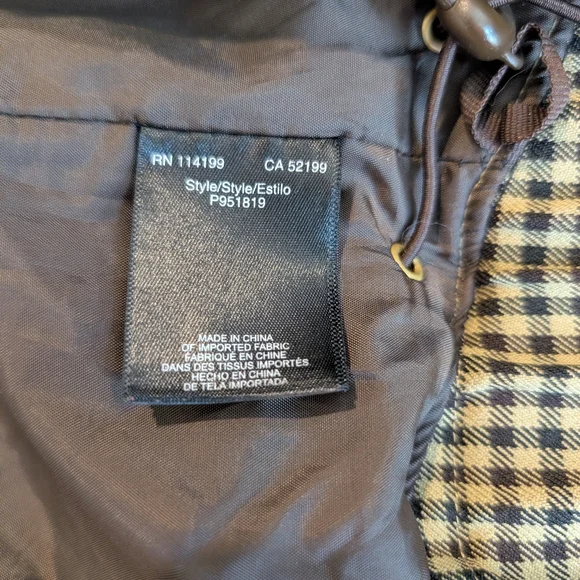 RN 114199 CA 52199
Style/Style/Estilo
P951819
MADE IN CHINA
OF IMPORTED FABRIC
FABRIQUÉ EN CHINE
DANS DES TISSUS IMPORTÉS
HECHO EN CHINA
DE TELA IMPORTADA